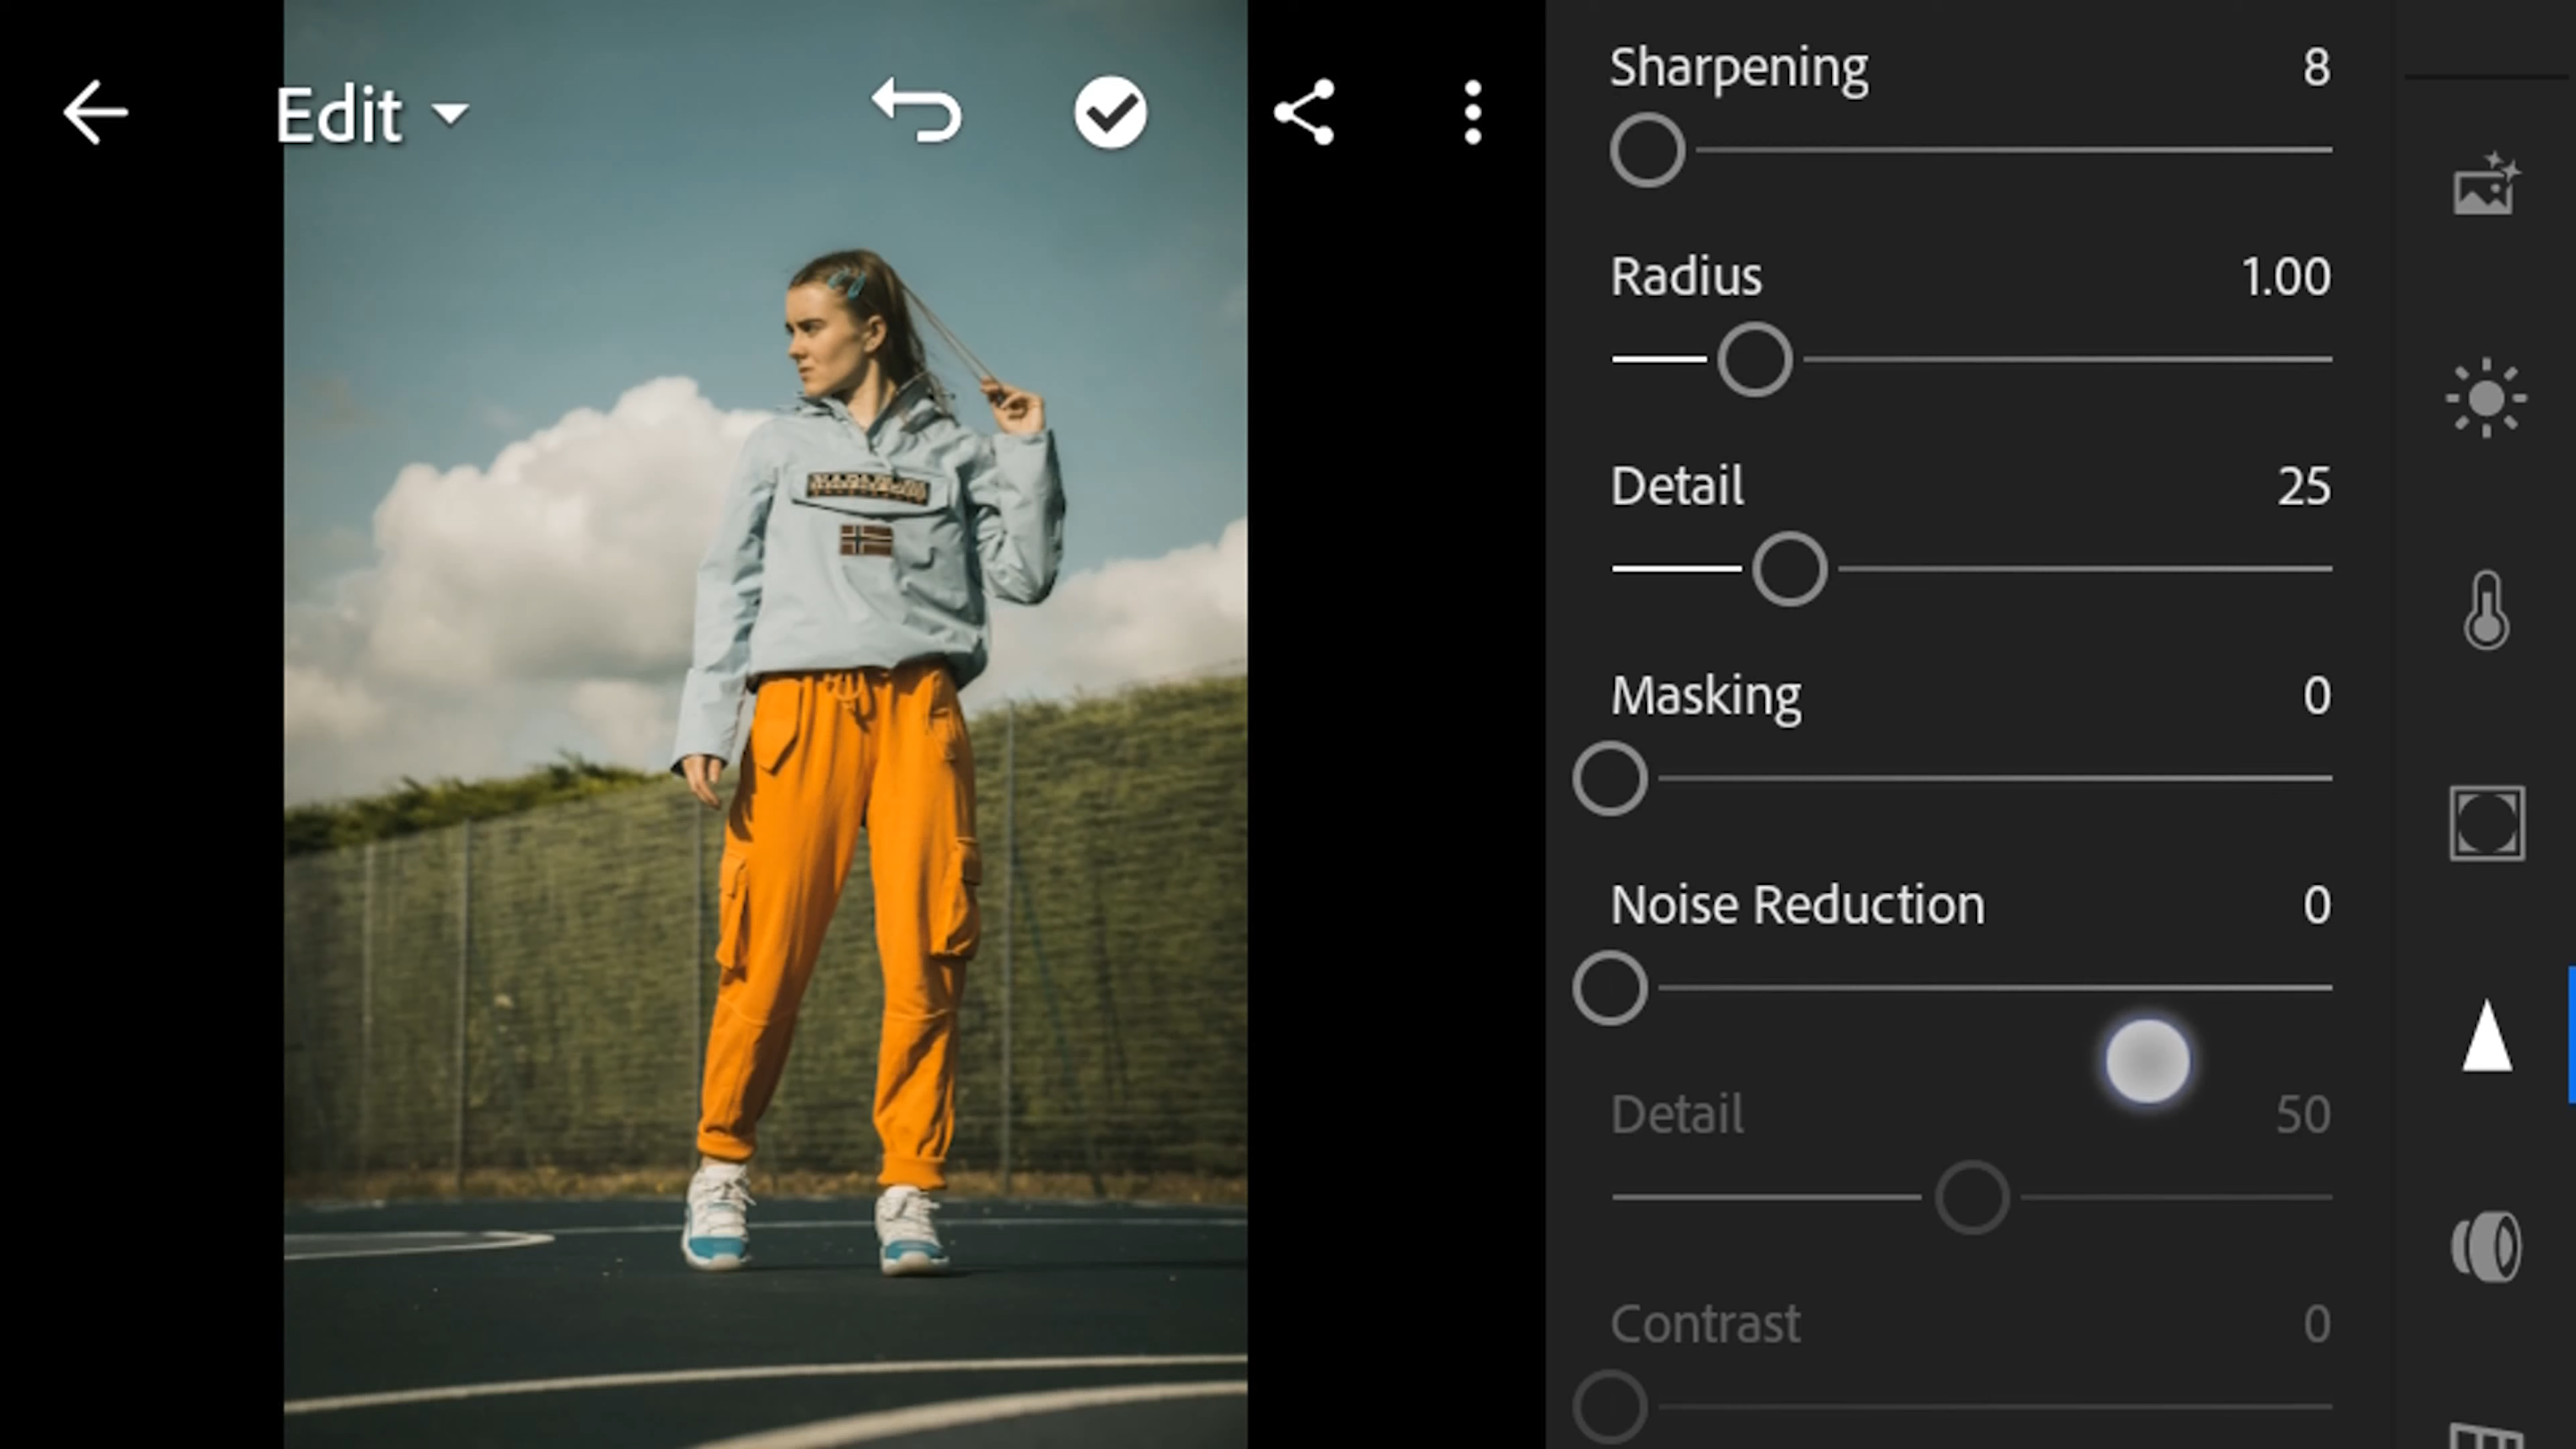 Edit
Sharpening 8
Radius 1.00
Detail 25
Masking 0
Noise Reduction 0
Detail 50
Contrast 0